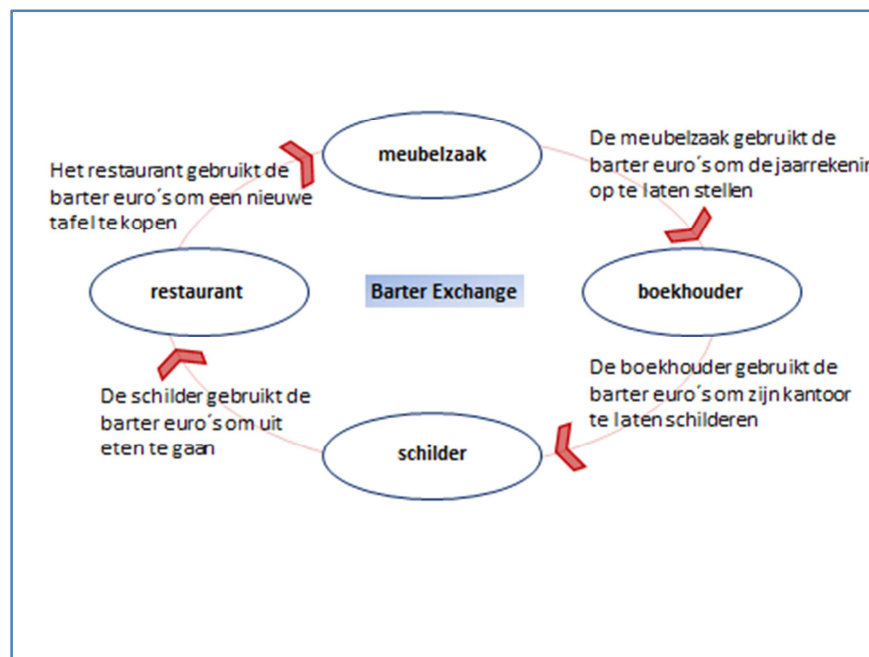 meubelzaak
De meubelzaak gebruikt de
barter euro´s om de jaarrekenin
op te laten stellen
Het restaurant gebruikt de
barter euro´s om een nieuwe
tafel te kopen
restaurant
Barter Exchange
boekhouder
De boekhouder gebruikt de
barter euro´s om zijn kantoor
te laten schilderen
De schilder gebruikt de
barter euro´s om uit
eten te gaan
schilder